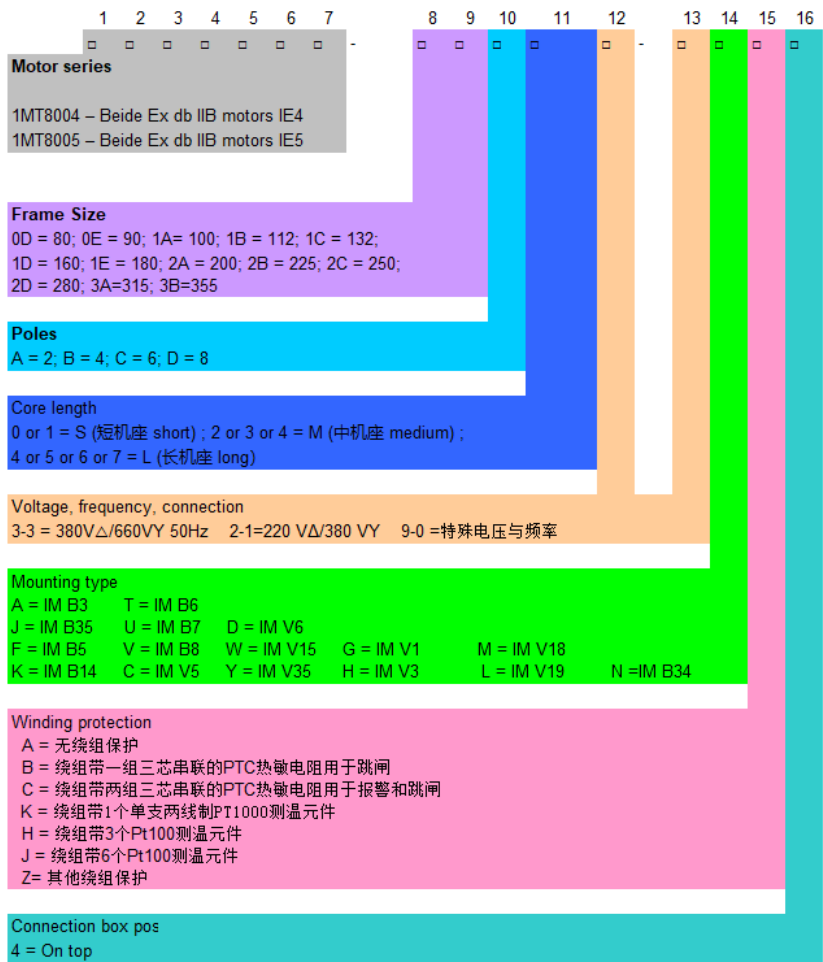 1 2 3 4 5 6 7 8 9 10 11 12 13 14 15 16
□ □ □ □ □ □ □ - □ □ □ □ □ - □ □ □ □
Motor series
1MT8004 – Beide Ex db IIB motors IE4
1MT8005 – Beide Ex db IIB motors IE5
Frame Size
0D = 80; 0E = 90; 1A= 100; 1B = 112; 1C = 132;
1D = 160; 1E = 180; 2A = 200; 2B = 225; 2C = 250;
2D = 280; 3A=315; 3B=355
Poles
A = 2; B = 4; C = 6; D = 8
Core length
0 or 1 = S (短机座 short) ; 2 or 3 or 4 = M (中机座 medium) ;
4 or 5 or 6 or 7 = L (长机座 long）
Voltage, frequency, connection
3-3 = 380V△/660VY 50Hz 2-1=220 VΔ/380 VY 9-0 =特殊电压与频率
Mounting type
A = IM B3 T = IM B6
J = IM B35 U = IM B7 D = IM V6
F = IM B5 V = IM B8 W = IM V15 G = IM V1 M = IM V18
K = IM B14 C = IM V5 Y = IM V35 H = IM V3 L = IM V19 N =IM B34
Winding protection
A = 无绕组保护
B = 绕组带一组三芯串联的PTC热敏电阻用于跳闸
C = 绕组带两组三芯串联的PTC热敏电阻用于报警和跳闸
K = 绕组带1个单支两线制PT1000测温元件
H = 绕组带3个Pt100测温元件
J = 绕组带6个Pt100测温元件
Z= 其他绕组保护
Connection box pos
4 = On top